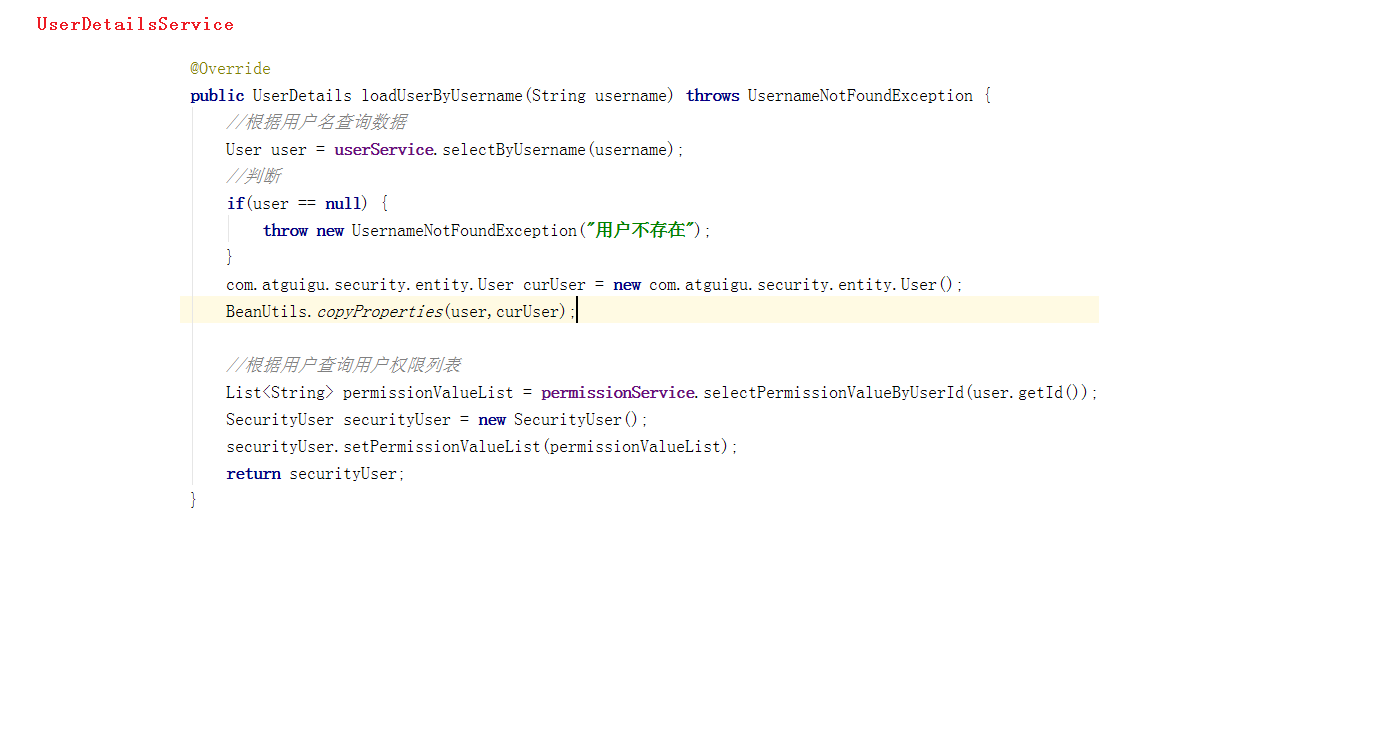 UserDetailsService
@Override
public UserDetails loadUserByUsername(String username) throws UsernameNotFoundException {
//根据用户名查询数据
User user = userService.selectByUsername(username);
//判断
if(user == null) {
throw new UsernameNotFoundException("用户不存在");
}
com.atguigu.security.entity.User curUser = new com.atguigu.security.entity.User();
BeanUtils.copyProperties(user,curUser);
//根据用户查询用户权限列表
List<String> permissionValueList = permissionService.selectPermissionValueByUserId(user.getId());
SecurityUser securityUser = new SecurityUser();
securityUser.setPermissionValueList(permissionValueList);
return securityUser;
}